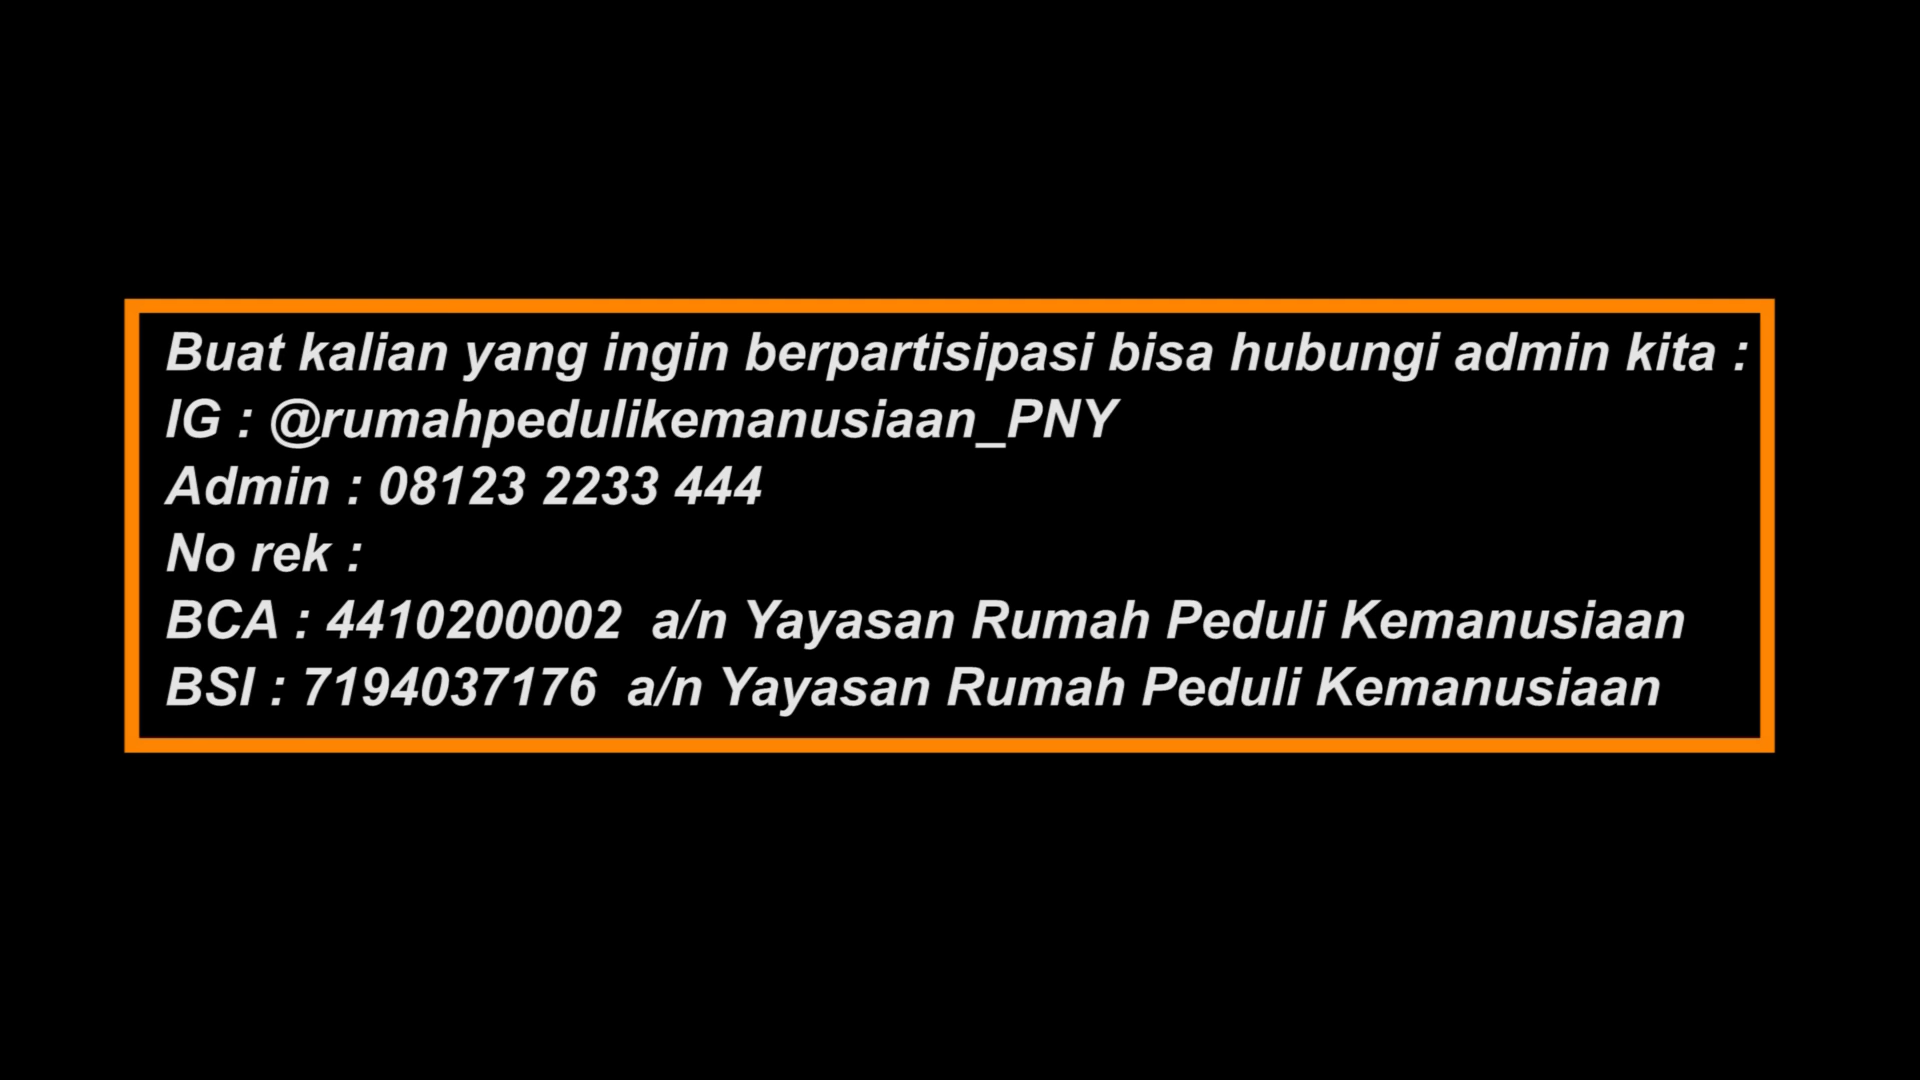 Buat kalian yang ingin berpartisipasi bisa hubungi admin kita :
IG : @rumahpedulikemanusiaan_PNY
Admin : 08123 2233 444
No rek :
BCA : 4410200002  a/n Yayasan Rumah Peduli Kemanusiaan
BSI : 7194037176  a/n Yayasan Rumah Peduli Kemanusiaan